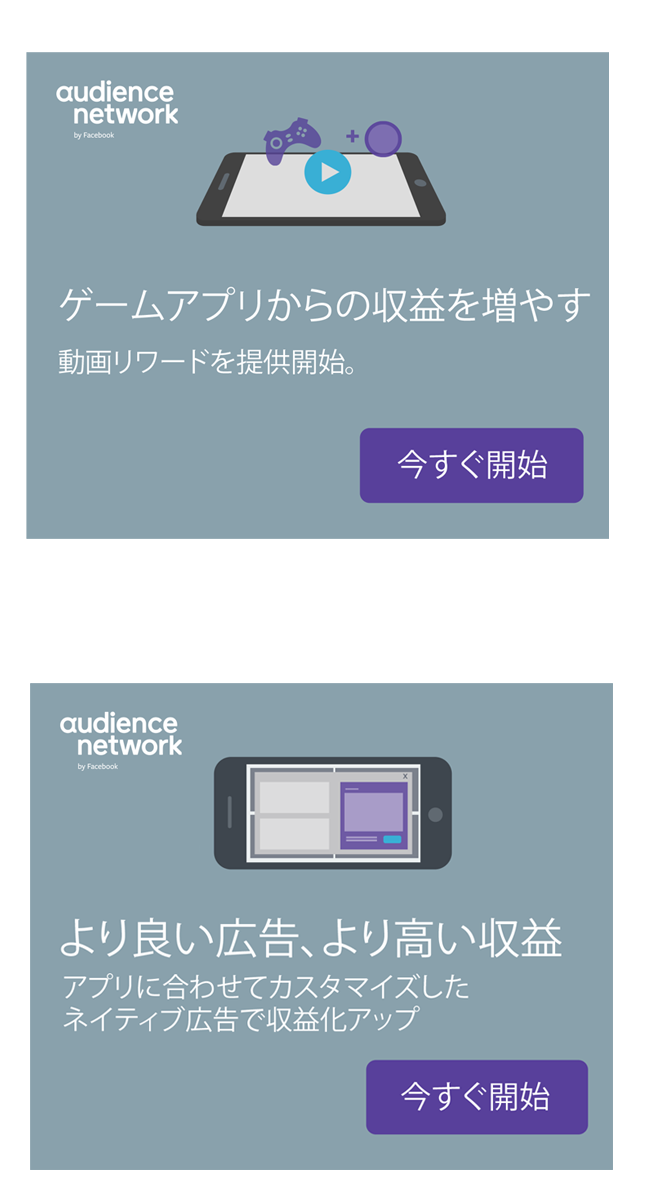 audience
network
by Facebook
ゲームアプリからの収益を増やす
動画リワードを提供開始。
今すぐ開始
audience
network
by Facebook
X
より良い広告、より高い収益
アプリに合わせてカスタマイズした
ネイティブ広告で収益化アップ
今すぐ開始